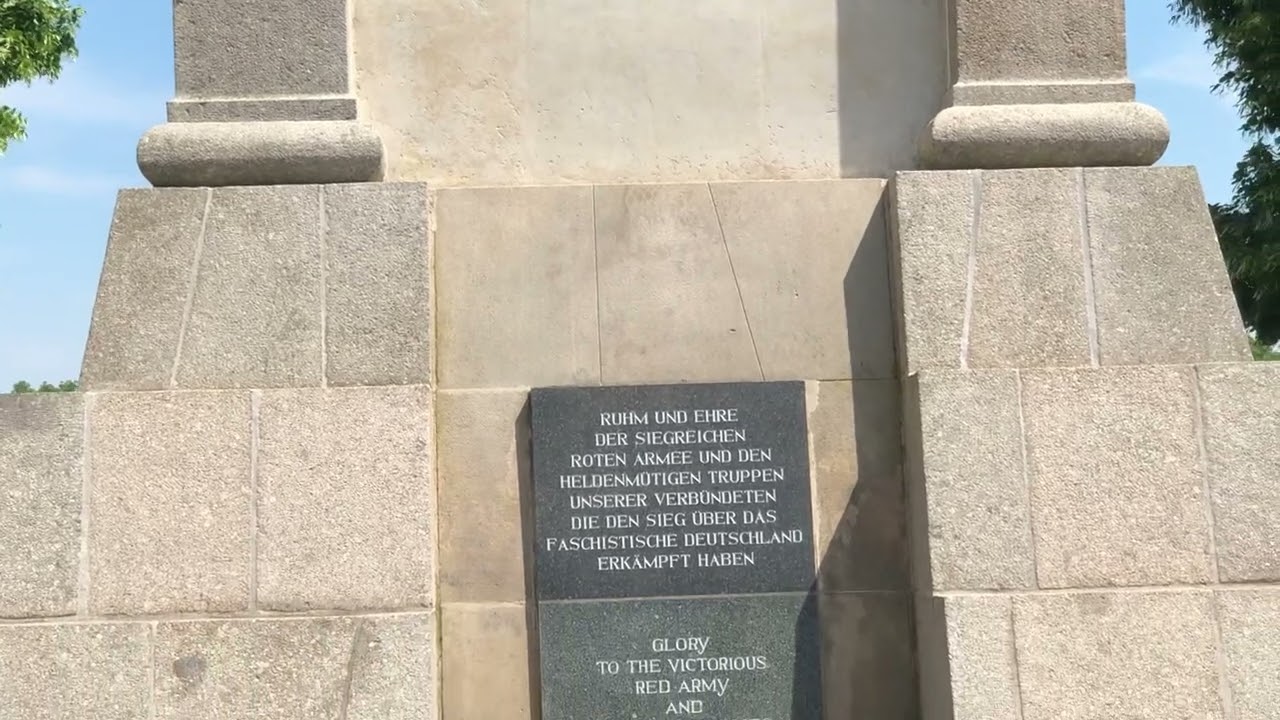 RUHM UND EHRE
DER SIEGREICHEN
ROTEN ARMEE UND DEN
HELDENMÜTIGEN TRUPPEN
UNSERER VERBÜNDETEN
DIE DEN SIEG ÜBER DAS
FASCHISTISCHE DEUTSCHLAND
ERKÄMPFT HABEN
GLORY
TO THE VICTORIOUS
RED ARMY
AND